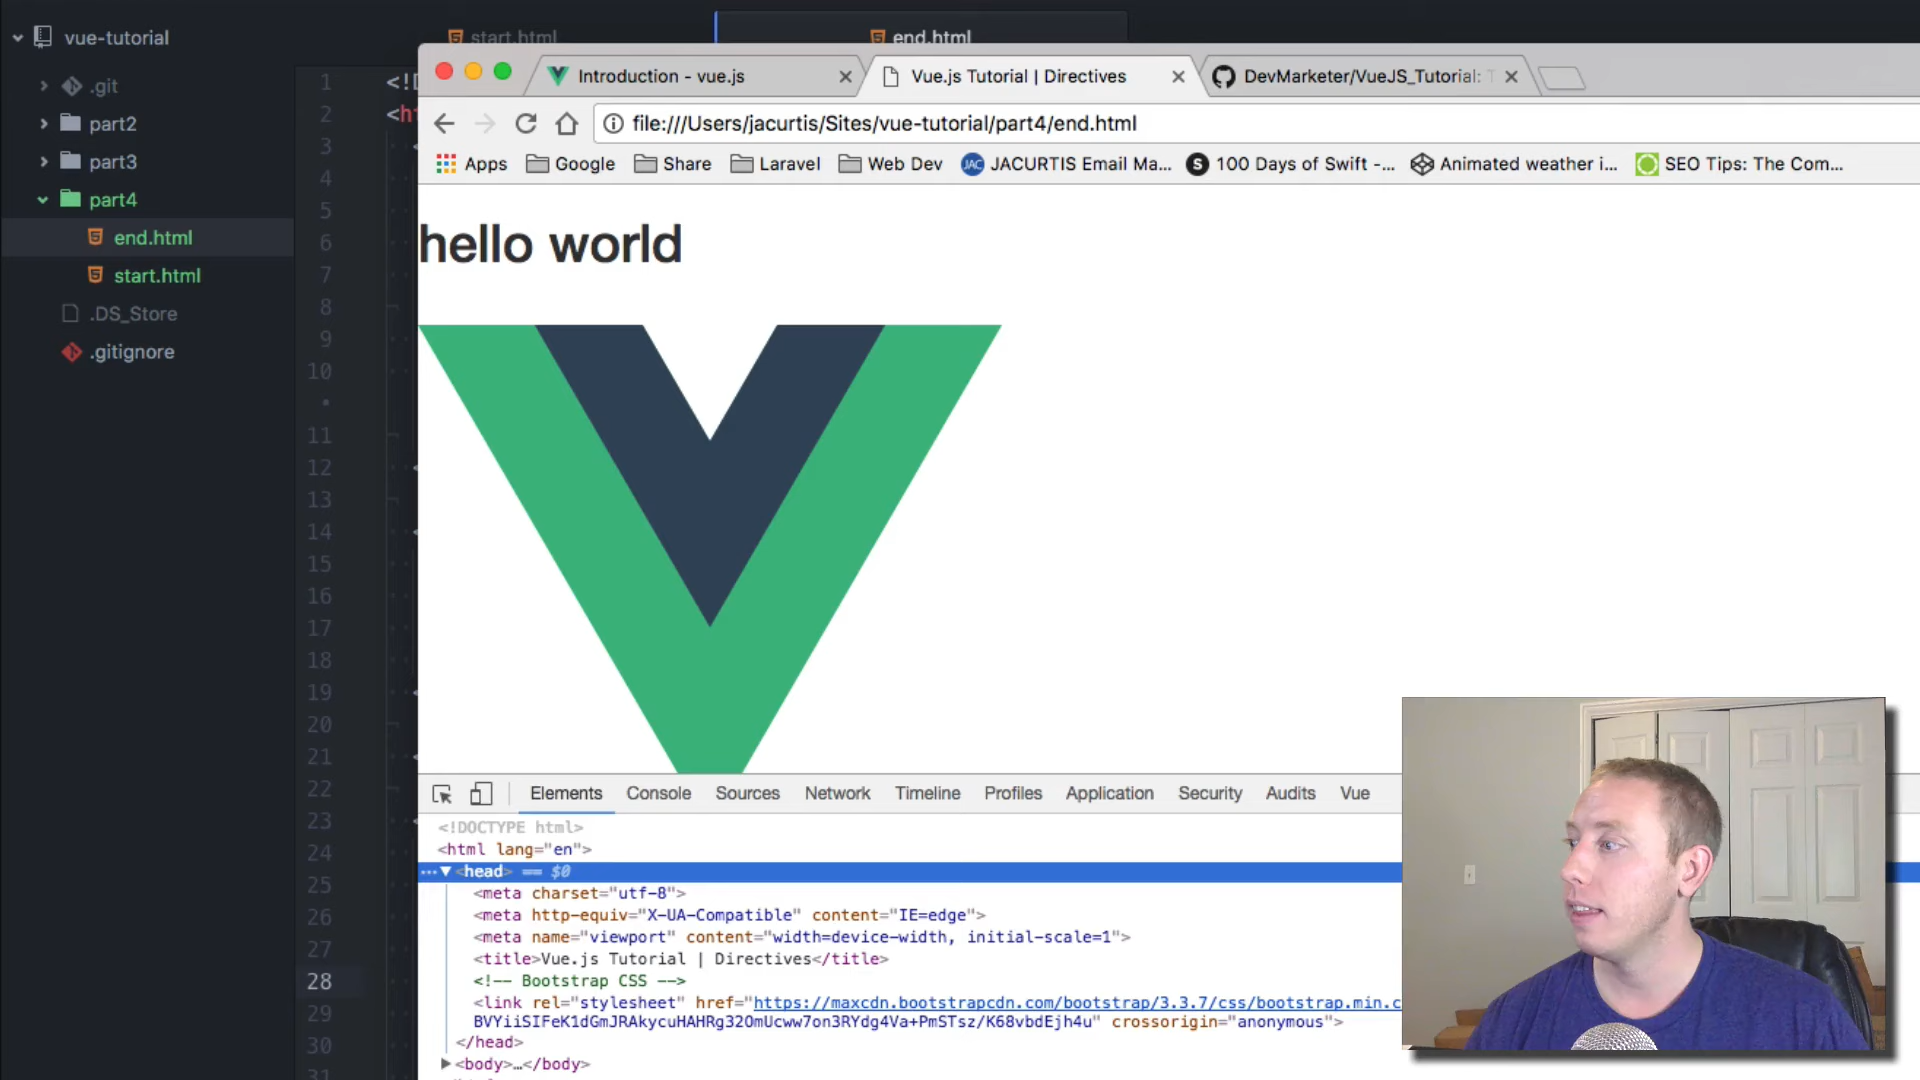 vue-tutorial
.git
part2
part3
part4
end.html
start.html
.DS_Store
.gitignore
start.html
end.html
1
2
3
4
5
6
7
8
9
10
11
12
13
14
15
16
17
18
19
20
21
22
23
24
25
26
27
28
29
30
31
<!D
<ht
Introduction - vue.js
Vue.js Tutorial | Directives
DevMarketer/VueJS_Tutorial: T
file:///Users/jacurtis/Sites/vue-tutorial/part4/end.html
Apps Google Share Laravel Web Dev JAC JACURTIS Email Ma... S 100 Days of Swift -... Animated weather i... SEO Tips: The Com...
hello world
Elements Console Sources Network Timeline Profiles Application Security Audits Vue
<!DOCTYPE html>
<html lang="en">
... ▼<head> == $0
<meta charset="utf-8">
<meta http-equiv="X-UA-Compatible" content="IE=edge">
<meta name="viewport" content="width=device-width, initial-scale=1">
<title>Vue.js Tutorial | Directives</title>
<!-- Bootstrap CSS -->
<link rel="stylesheet" href="https://maxcdn.bootstrapcdn.com/bootstrap/3.3.7/css/bootstrap.min.c
BVYiiSIFeK1dGmJRAkycuHAHRg32OmUcww7on3RYdg4Va+PmSTsz/K68vbdEjh4u" crossorigin="anonymous">
</head>
▶<body>…</body>